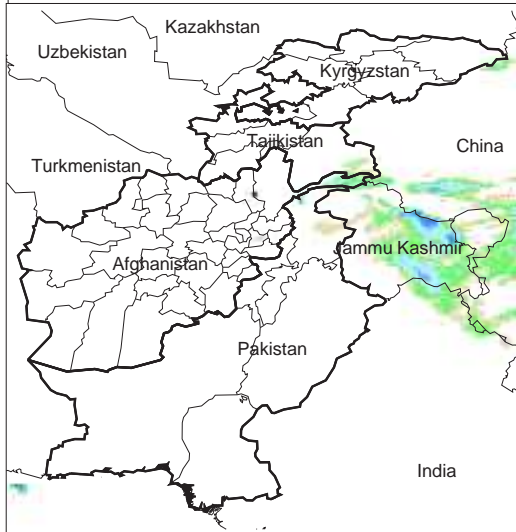 Kazakhstan
Uzbekistan
Kyrgyzstan
Tajikistan
China
Turkmenistan
Jammu Kashmir
Afghanistan
Pakistan
India